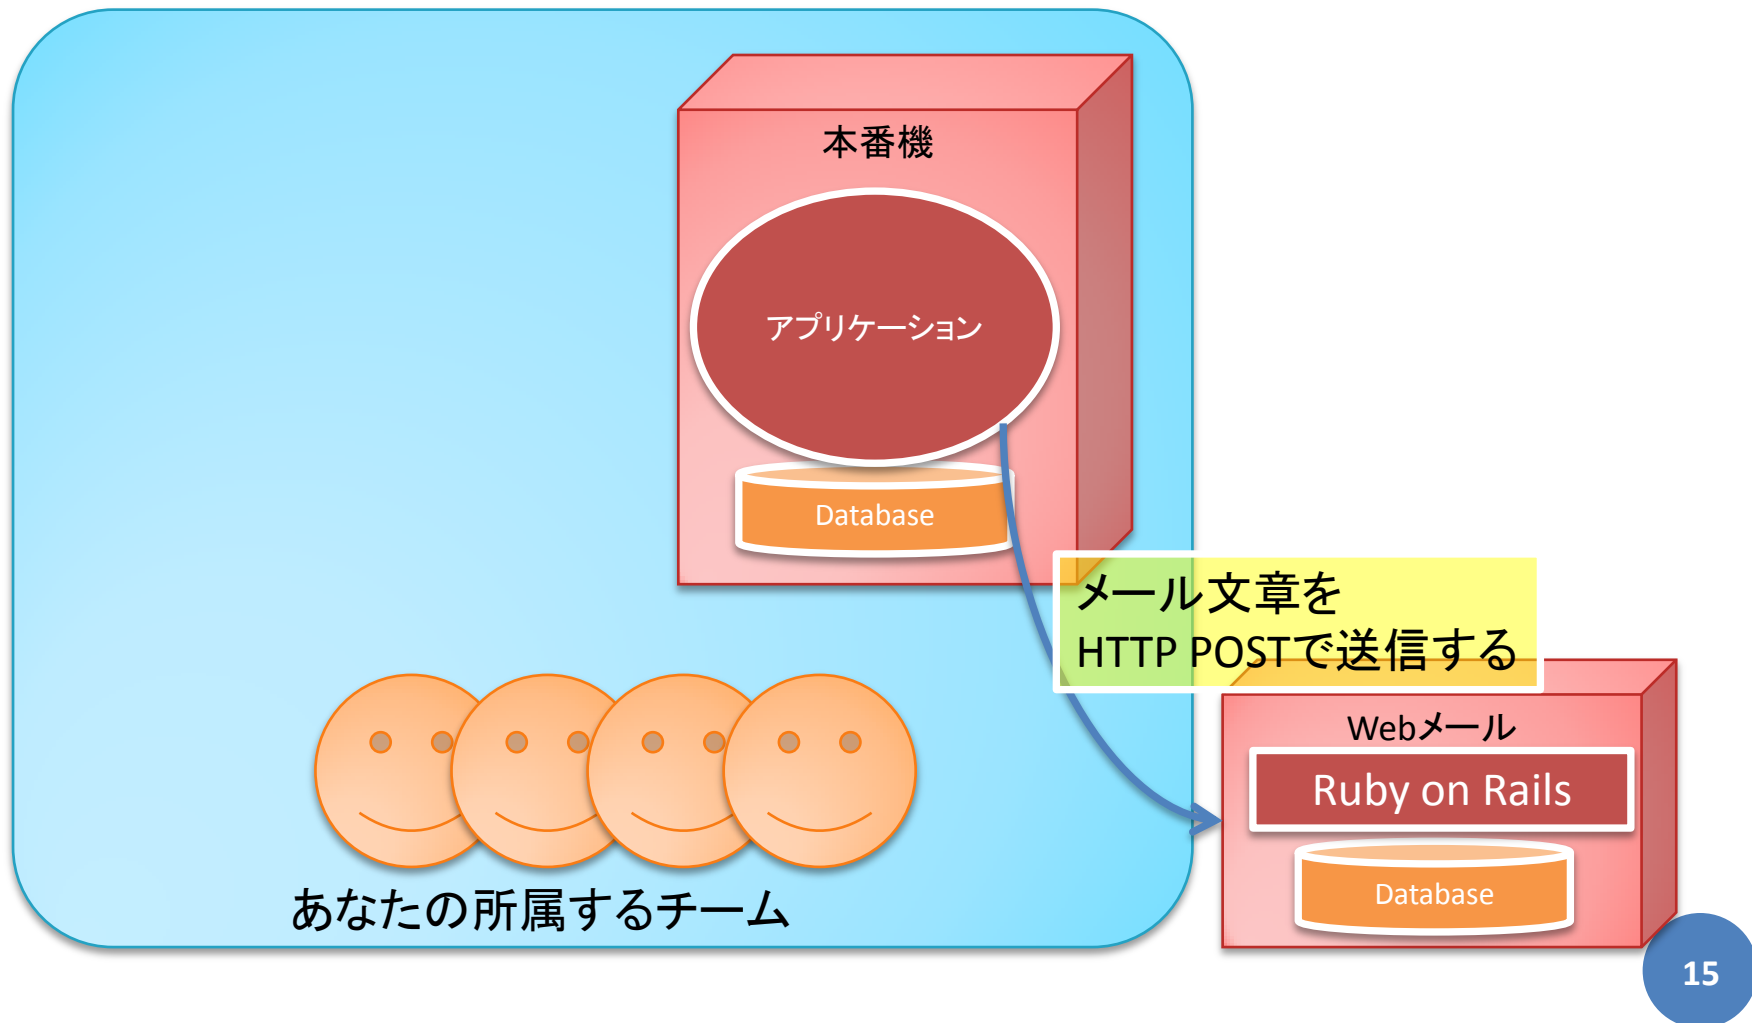 本番機
アプリケーション
Database
メール文章を
HTTP POSTで送信する
Webメール
Ruby on Rails
Database
あなたの所属するチーム
15